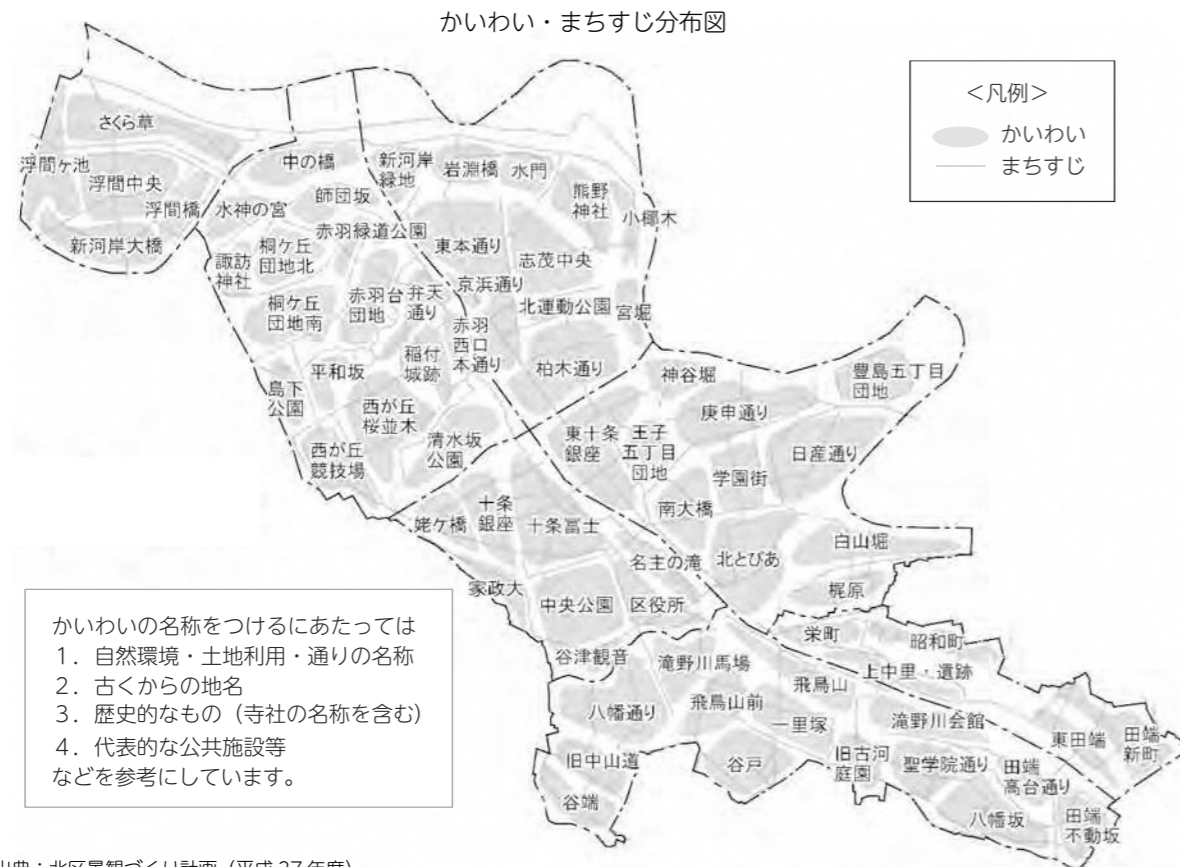 かいわい・まちすじ分布図
<凡例>
かいわい
まちすじ
さくら草
浮間ヶ池
浮間中央
浮間橋
新河岸大橋
中の橋
水神の宮
師団坂
赤羽緑道公園
新河岸
緑地
岩淵橋
水門
熊野
神社
小梛木
諏訪
神社
桐ケ丘
団地北
桐ケ丘
団地南
赤羽台
団地
弁天
通り
東本通り
志茂中央
京浜通り
北運動公園
宮堀
赤羽
西口
本通り
稲付
城跡
平和坂
島下
公園
西が丘
桜並木
清水坂
公園
西が丘
競技場
柏木通り
神谷堀
庚申通り
豊島五丁目
団地
東十条
銀座
王子
五丁目
団地
学園街
日産通り
南大橋
姥ケ橋
十条
銀座
十条冨士
名主の滝
北とぴあ
白山堀
梶原
家政大
中央公園
区役所
栄町
昭和町
谷津観音
滝野川馬場
飛鳥山
上中里・遺跡
八幡通り
飛鳥山前
一里塚
滝野川会館
東田端
田端
新町
旧中山道
谷戸
旧古河
庭園
聖学院通り
田端
高台通り
谷端
八幡坂
田端
不動坂
かいわいの名称をつけるにあたっては
1．自然環境・土地利用・通りの名称
2．古くからの地名
3．歴史的なもの（寺社の名称を含む）
4．代表的な公共施設等
などを参考にしています。
出典：北区景観づくり計画（平成27年度）